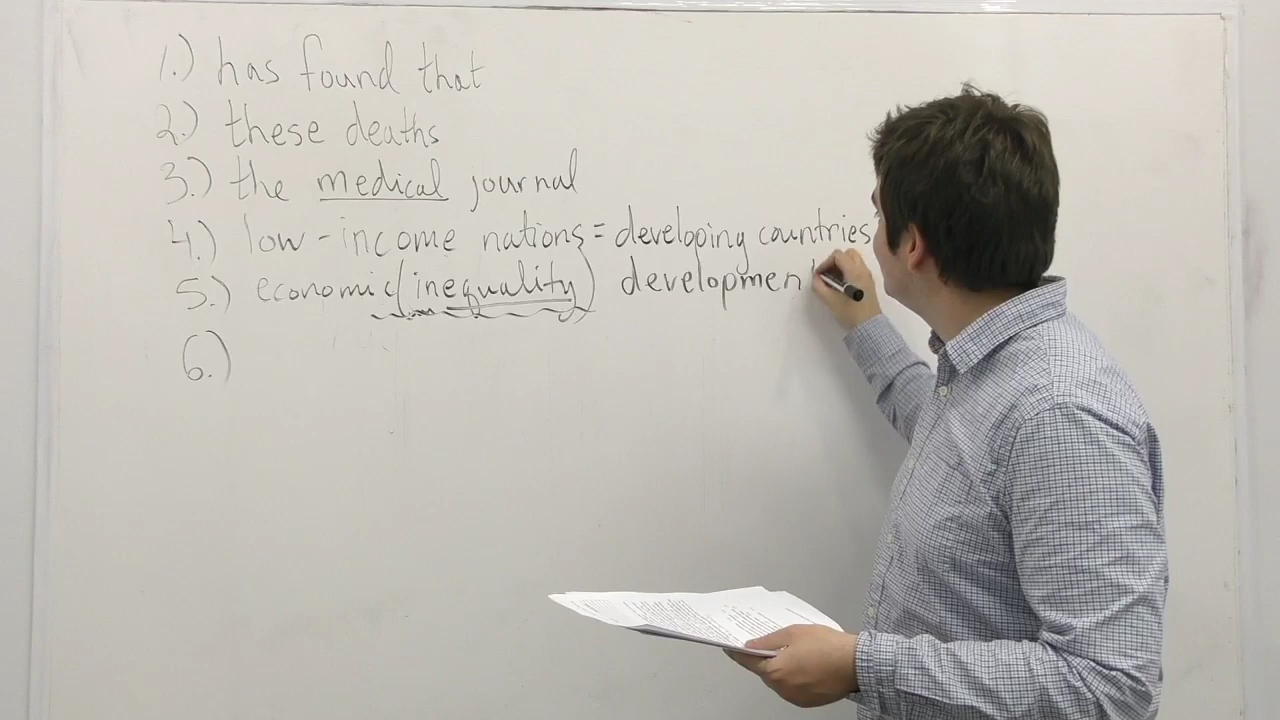 1.) has found that
2.) these deaths
3.) the medical journal
4.) low-income nations = developing countries
5.) economic (inequality) development
6.)